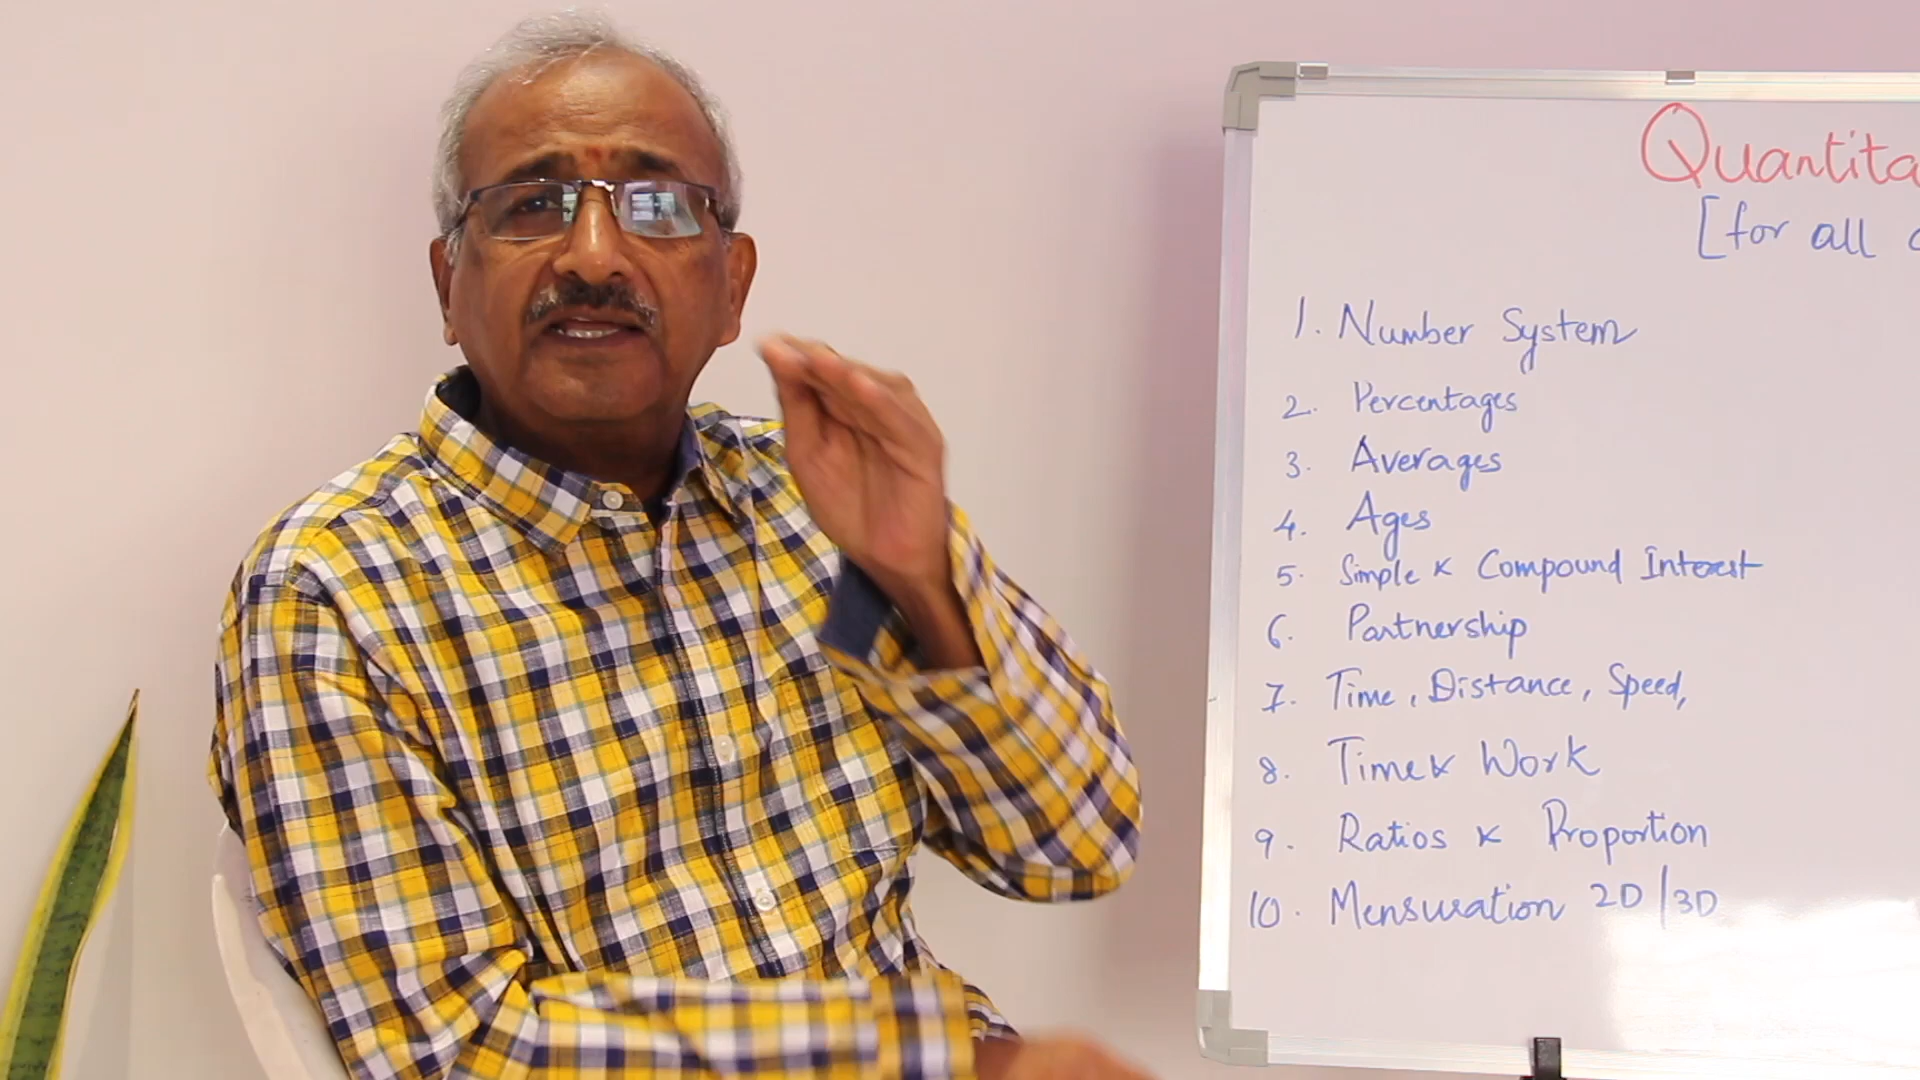 Quantita
[for all
1. Number System
2. Percentages
3. Averages
4. Ages
5. Simple & Compound Interest
6. Partnership
7. Time, Distance, Speed,
8. Time & Work
9. Ratios & Proportion
10. Mensuration 2D/3D